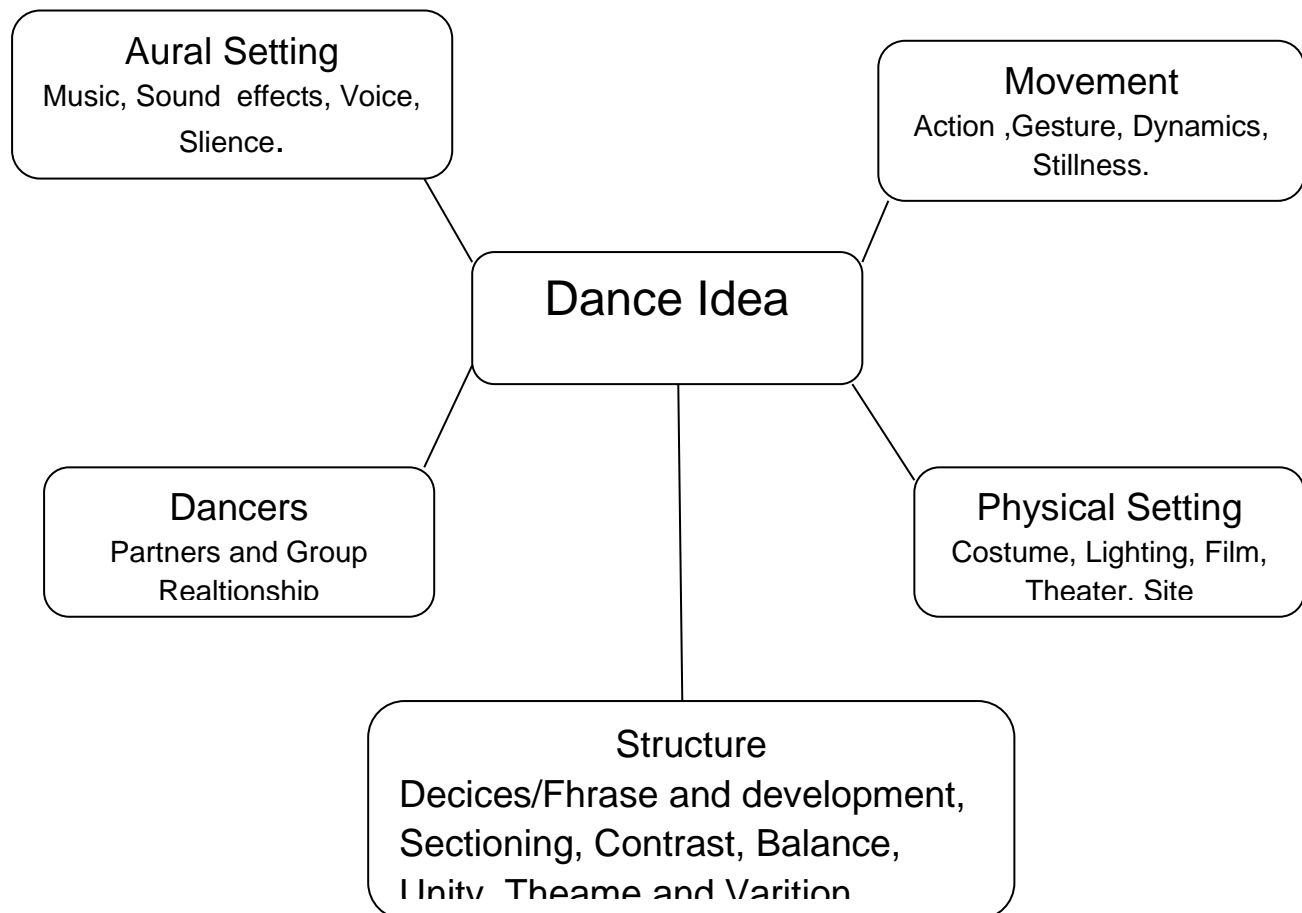 Aural Setting
Music, Sound effects, Voice,
Slience.
Movement
Action ,Gesture, Dynamics,
Stillness.
Dance Idea
Dancers
Partners and Group
Realtionship
Physical Setting
Costume, Lighting, Film,
Theater, Site
Structure
Decices/Fhrase and development,
Sectioning, Contrast, Balance,
Unity, Theame and Varition